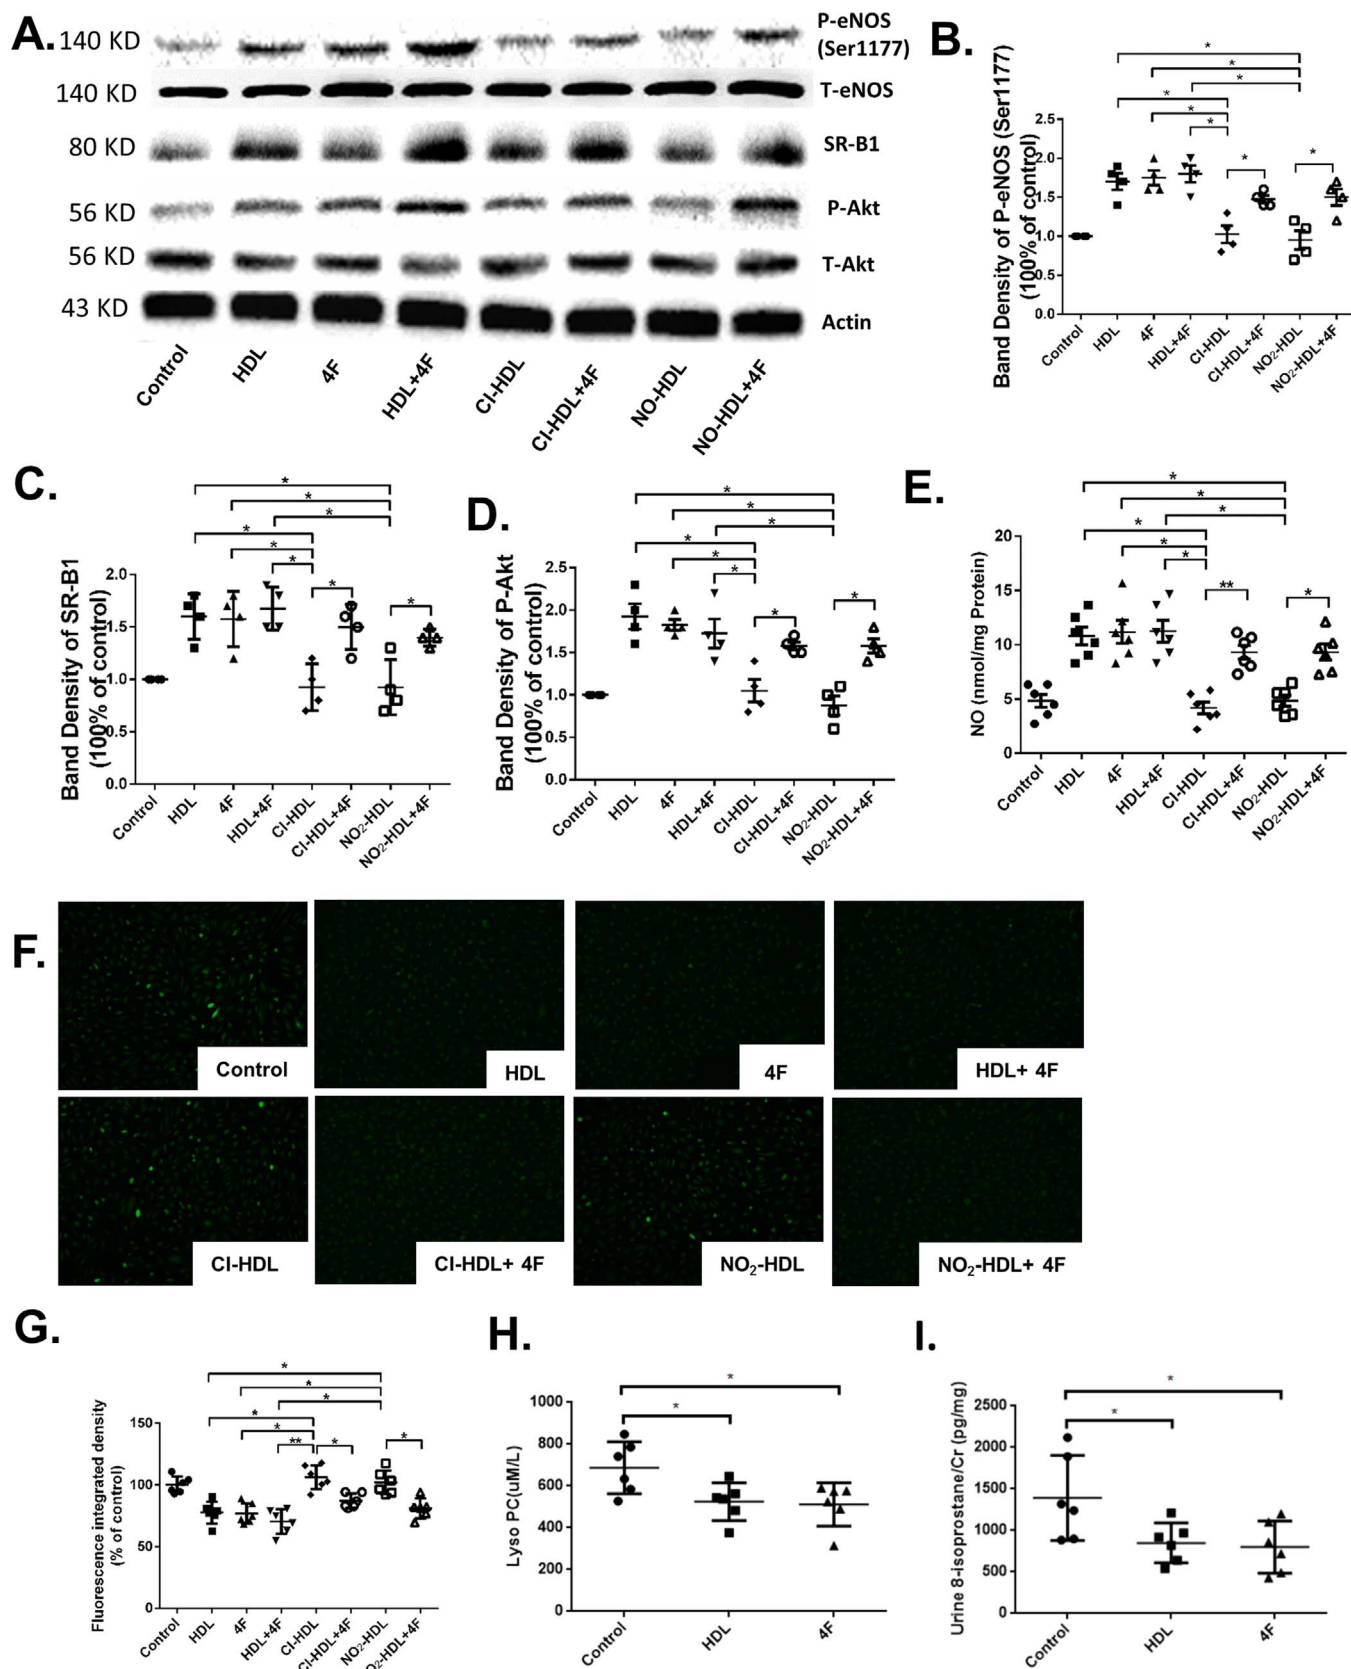 A.
140 KD
P-eNOS
(Ser1177)
140 KD
T-eNOS
80 KD
SR-B1
56 KD
P-Akt
56 KD
T-Akt
43 KD
Actin
Control
HDL
4F
HDL+4F
Cl-HDL
Cl-HDL+4F
NO-HDL
NO-HDL+4F
B.
Band Density of P-eNOS (Ser1177)
(100% of control)
2.5
2.0
1.5
1.0
0.5
0.0
*
*
*
*
*
*
*
*
Control
HDL
4F
HDL+4F
Cl-HDL
Cl-HDL+4F
NO₂-HDL
NO₂-HDL+4F
C.
Band Density of SR-B1
(100% of control)
2.0
1.5
1.0
0.5
0.0
*
*
*
*
*
*
*
*
Control
HDL
4F
HDL+4F
Cl-HDL
Cl-HDL+4F
NO₂-HDL
NO₂-HDL+4F
D.
Band Density of P-Akt
(100% of control)
2.5
2.0
1.5
1.0
0.5
0.0
*
*
*
*
*
*
*
*
Control
HDL
4F
HDL+4F
Cl-HDL
Cl-HDL+4F
NO₂-HDL
NO₂-HDL+4F
E.
NO (nmol/mg Protein)
20
15
10
5
0
*
*
*
*
*
*
**
*
Control
HDL
4F
HDL+4F
Cl-HDL
Cl-HDL+4F
NO₂-HDL
NO₂-HDL+4F
F.
Control
HDL
4F
HDL+ 4F
Cl-HDL
Cl-HDL+ 4F
NO₂-HDL
NO₂-HDL+ 4F
G.
Fluorescence integrated density
(% of control)
150
100
50
0
*
*
*
*
*
**
*
*
Control
HDL
4F
HDL+4F
Cl-HDL
Cl-HDL+4F
NO₂-HDL
O₂-HDL+4F
H.
Lyso PC(uM/L)
1000
800
600
400
200
0
*
*
Control
HDL
4F
I.
Urine 8-isoprostane/Cr (pg/mg)
2500
2000
1500
1000
500
0
*
*
Control
HDL
4F